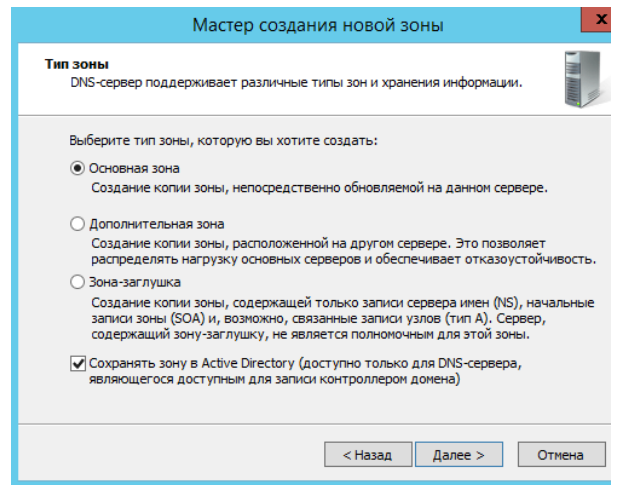 Мастер создания новой зоны
x
Тип зоны
DNS-сервер поддерживает различные типы зон и хранения информации.
Выберите тип зоны, которую вы хотите создать:
Основная зона
Создание копии зоны, непосредственно обновляемой на данном сервере.
Дополнительная зона
Создание копии зоны, расположенной на другом сервере. Это позволяет
распределять нагрузку основных серверов и обеспечивает отказоустойчивость.
Зона-заглушка
Создание копии зоны, содержащей только записи сервера имен (NS), начальные
записи зоны (SOA) и, возможно, связанные записи узлов (тип A). Сервер,
содержащий зону-заглушку, не является полномочным для этой зоны.
Сохранять зону в Active Directory (доступно только для DNS-сервера,
являющегося доступным для записи контроллером домена)
< Назад Далее > Отмена